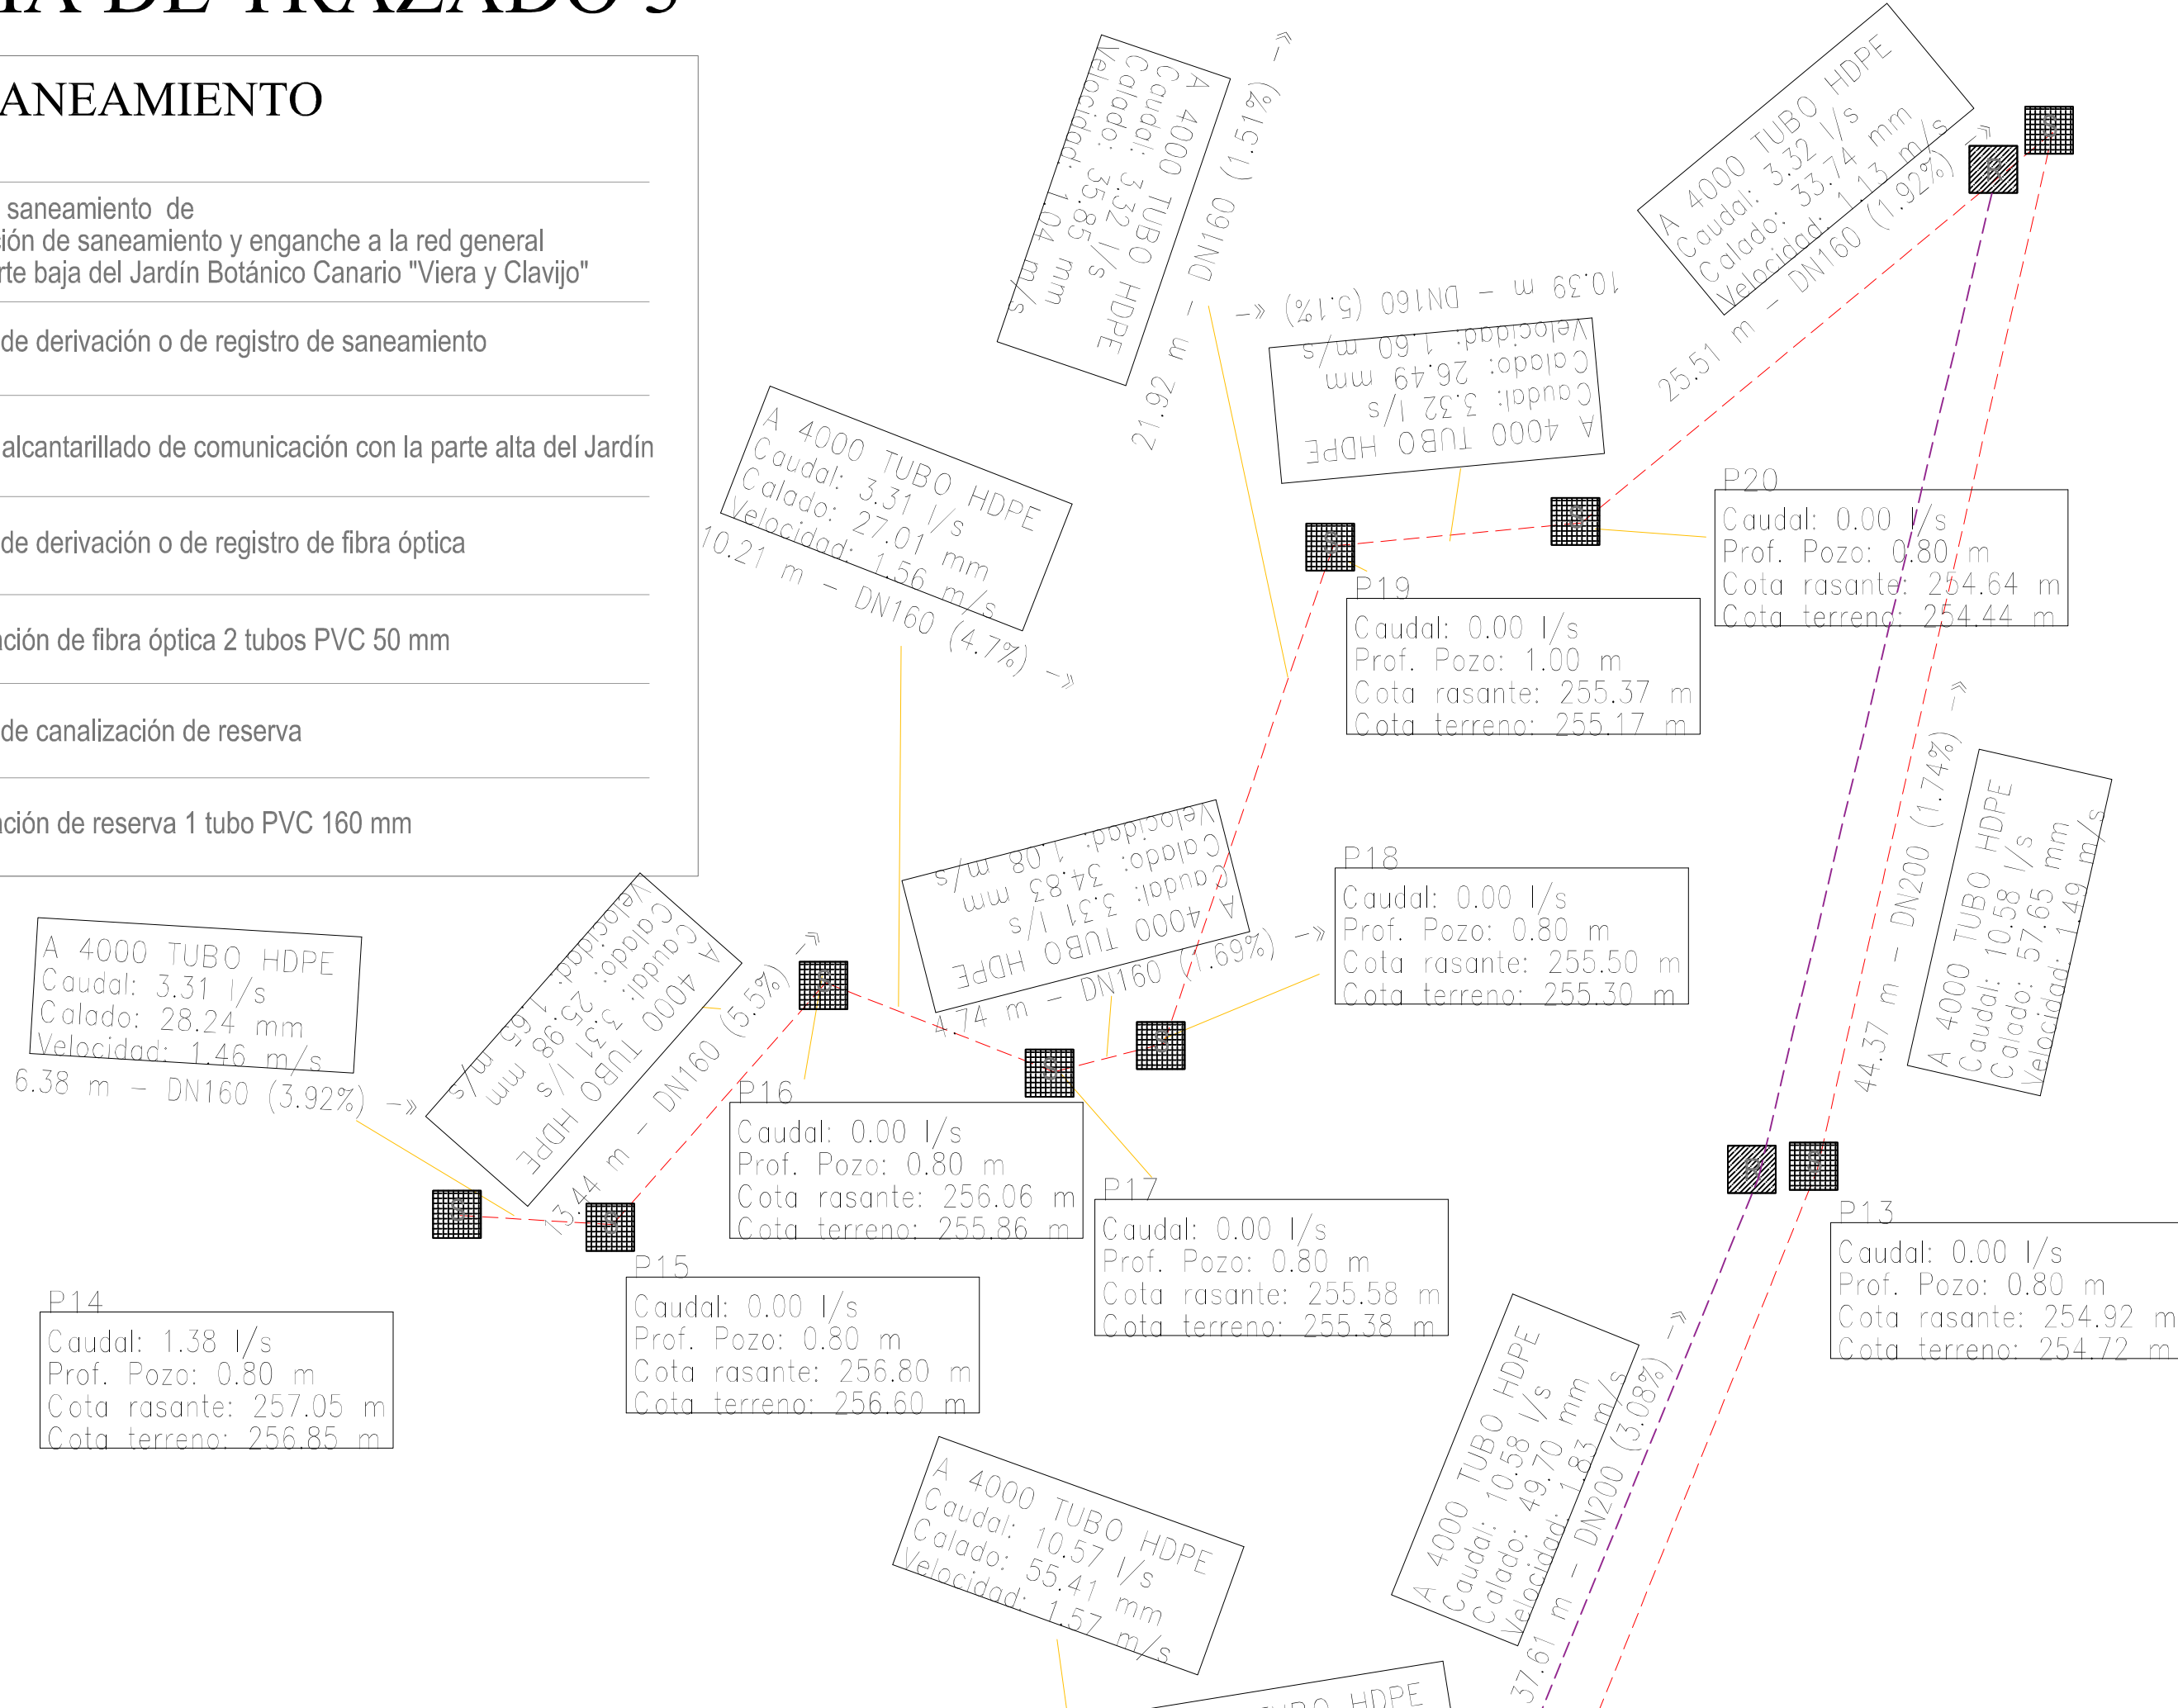 DE TRAZADO
ANEAMIENTO
saneamiento de
ción de saneamiento y enganche a la red general
rte baja del Jardín Botánico Canario "Viera y Clavijo"
de derivación o de registro de saneamiento
alcantarillado de comunicación con la parte alta del Jardín
de derivación o de registro de fibra óptica
ación de fibra óptica 2 tubos PVC 50 mm
de canalización de reserva
ación de reserva 1 tubo PVC 160 mm
A 4000 TUBO HDPE
Caudal: 3.32 l/s
Calado: 35.85 mm
Velocidad: 1.04 m/s
21.92 m - DN160 (1.51%) -»
A 4000 TUBO HDPE
Caudal: 3.32 l/s
Calado: 33.74 mm
Velocidad: 1.13 m/s
25.51 m - DN160 (1.92%) -»
10.39 m - DN160 (5.1%) -»
A 4000 TUBO HDPE
Caudal: 3.32 l/s
Calado: 26.49 mm
Velocidad: 1.60 m/s
A 4000 TUBO HDPE
Caudal: 3.31 l/s
Calado: 27.01 mm
Velocidad: 1.56 m/s
10.21 m - DN160 (4.7%) -»
P20
Caudal: 0.00 l/s
Prof. Pozo: 0.80 m
Cota rasante: 254.64 m
Cota terreno: 254.44 m
P19
Caudal: 0.00 l/s
Prof. Pozo: 1.00 m
Cota rasante: 255.37 m
Cota terreno: 255.17 m
A 4000 TUBO HDPE
Caudal: 3.31 l/s
Calado: 34.83 mm
Velocidad: 1.08 m/s
4.74 m - DN160 (1.69%) -»
P18
Caudal: 0.00 l/s
Prof. Pozo: 0.80 m
Cota rasante: 255.50 m
Cota terreno: 255.30 m
44.37 m - DN200 (1.74%) -»
A 4000 TUBO HDPE
Caudal: 10.58 l/s
Calado: 57.65 mm
Velocidad: 1.49 m/s
A 4000 TUBO HDPE
Caudal: 3.31 l/s
Calado: 28.24 mm
Velocidad: 1.46 m/s
6.38 m - DN160 (3.92%) -»
A 4000 TUBO HDPE
Caudal: 3.31 l/s
Calado: 25.98 mm
Velocidad: 1.65 m/s
13.44 m - DN160 (5.5%) -»
P16
Caudal: 0.00 l/s
Prof. Pozo: 0.80 m
Cota rasante: 256.06 m
Cota terreno: 255.86 m
P17
Caudal: 0.00 l/s
Prof. Pozo: 0.80 m
Cota rasante: 255.58 m
Cota terreno: 255.38 m
P13
Caudal: 0.00 l/s
Prof. Pozo: 0.80 m
Cota rasante: 254.92 m
Cota terreno: 254.72 m
P15
Caudal: 0.00 l/s
Prof. Pozo: 0.80 m
Cota rasante: 256.80 m
Cota terreno: 256.60 m
P14
Caudal: 1.38 l/s
Prof. Pozo: 0.80 m
Cota rasante: 257.05 m
Cota terreno: 256.85 m
A 4000 TUBO HDPE
Caudal: 10.58 l/s
Calado: 49.70 mm
Velocidad: 1.83 m/s
37.61 m - DN200 (3.08%) -»
A 4000 TUBO HDPE
Caudal: 10.57 l/s
Calado: 55.41 mm
Velocidad: 1.57 m/s
HDPE